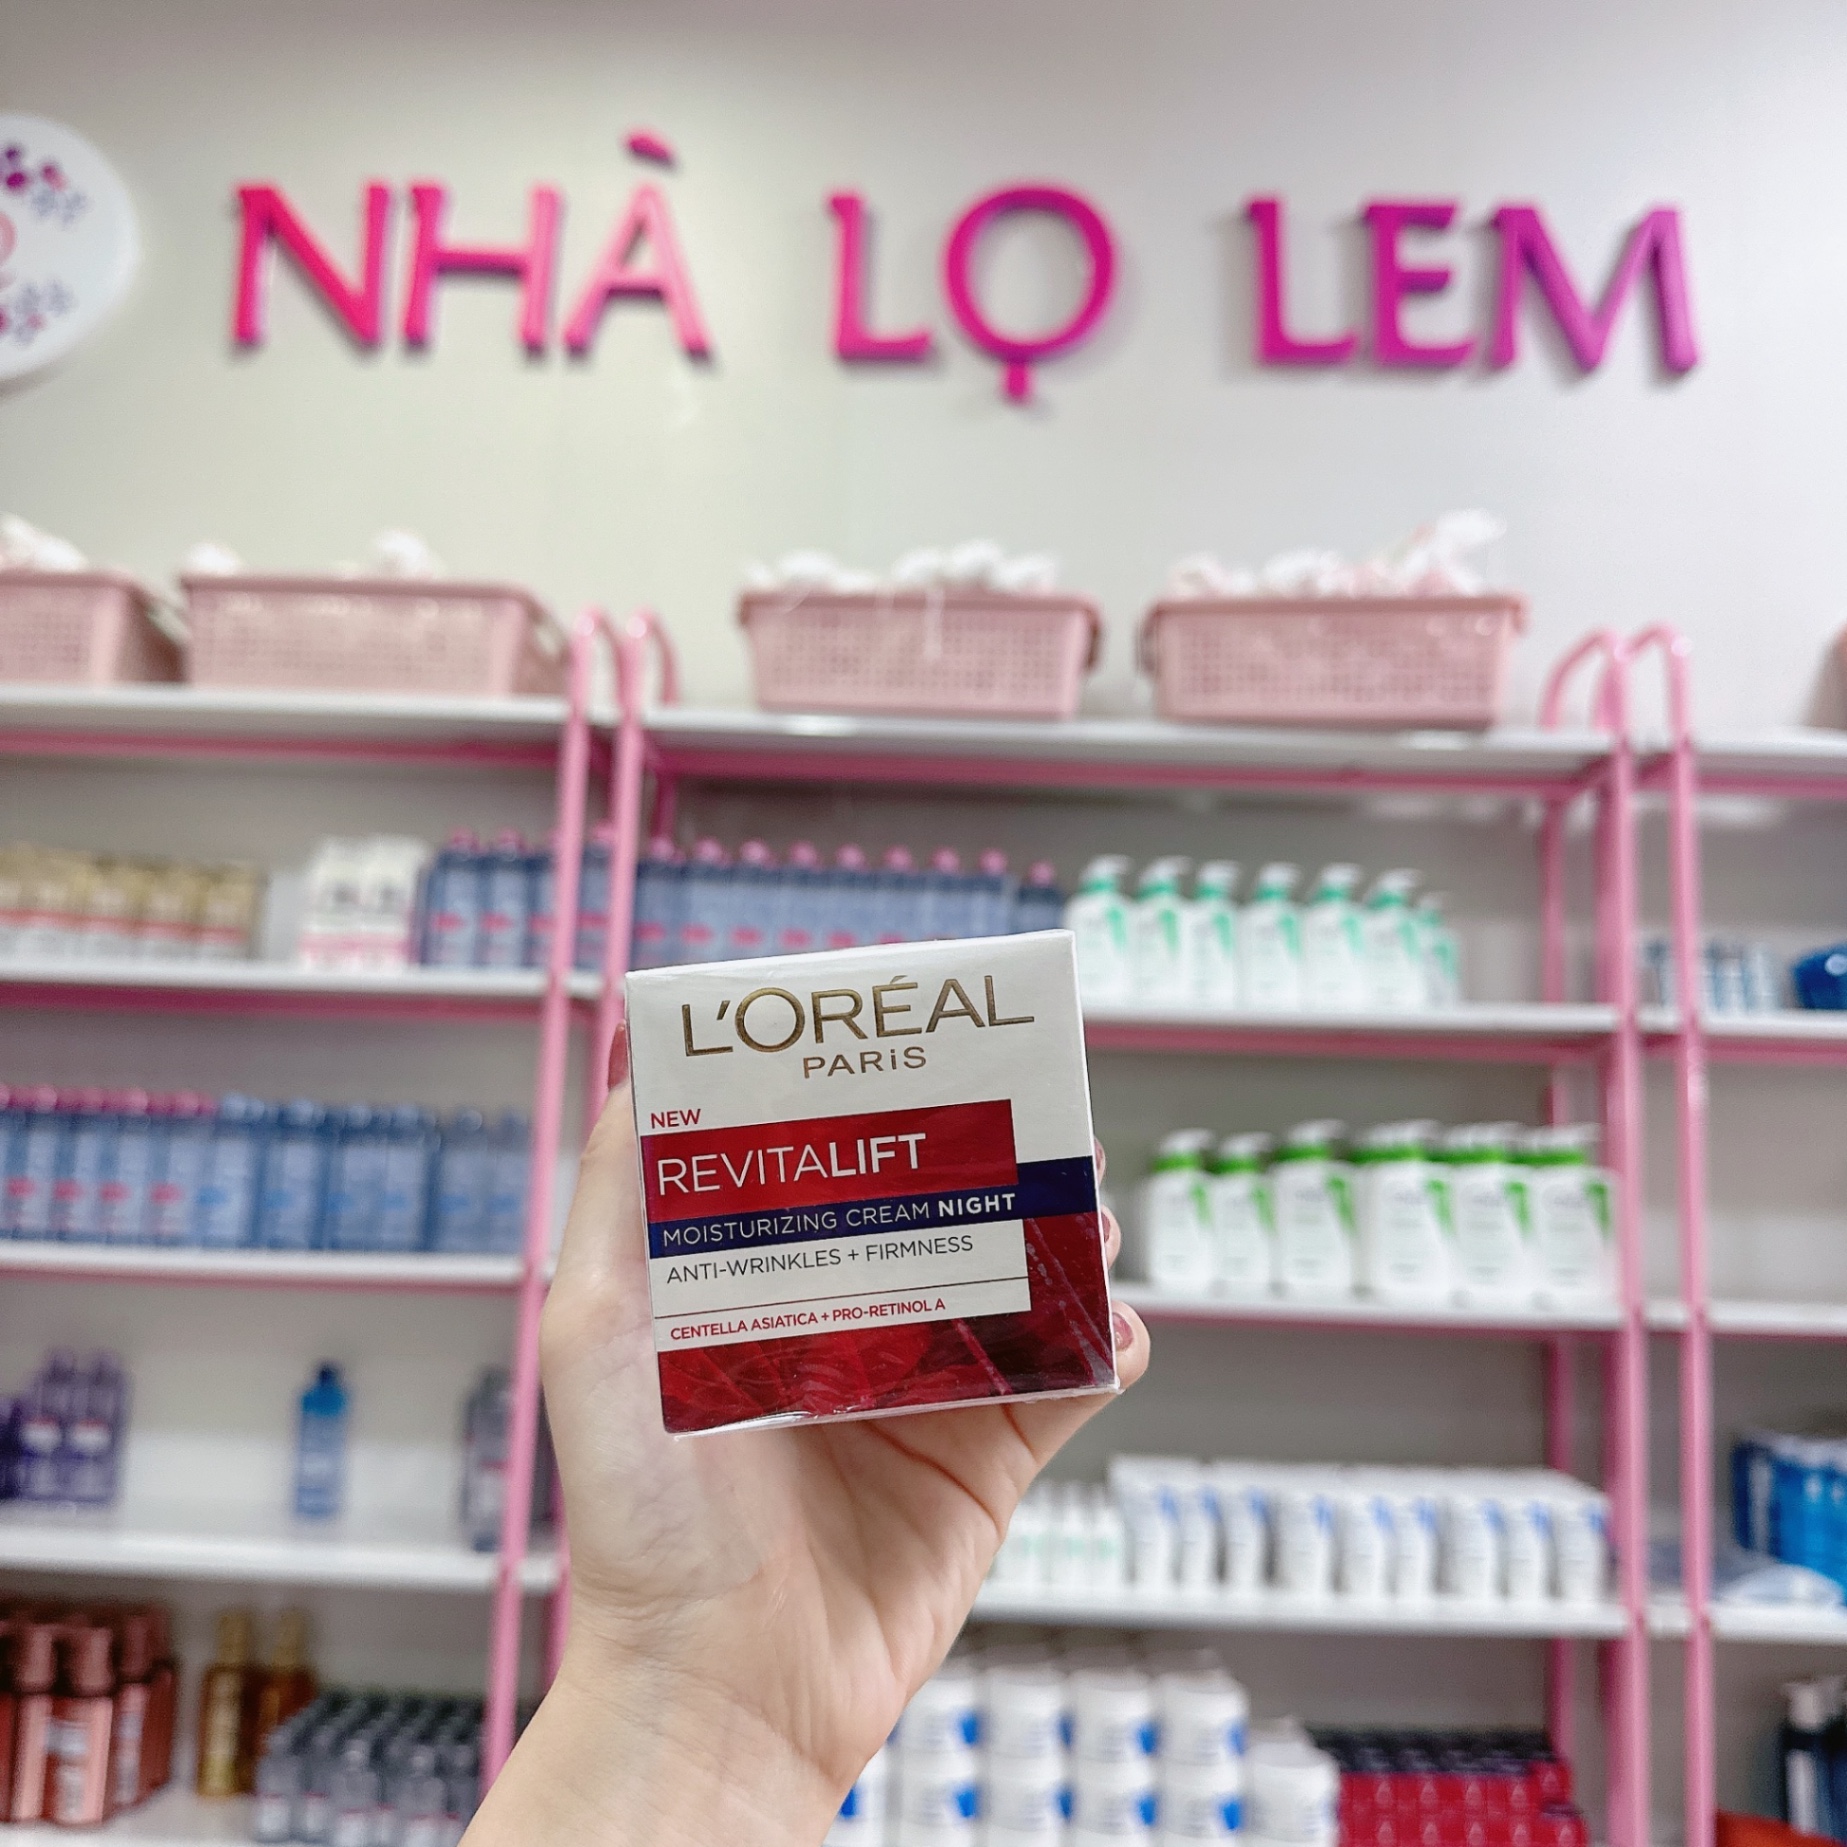 NHÀ LỌ LEM
L'ORÉAL
PARiS
NEW
REVITALIFT
MOISTURIZING CREAM NIGHT
ANTI-WRINKLES + FIRMNESS
CENTELLA ASIATICA + PRO-RETINOL A